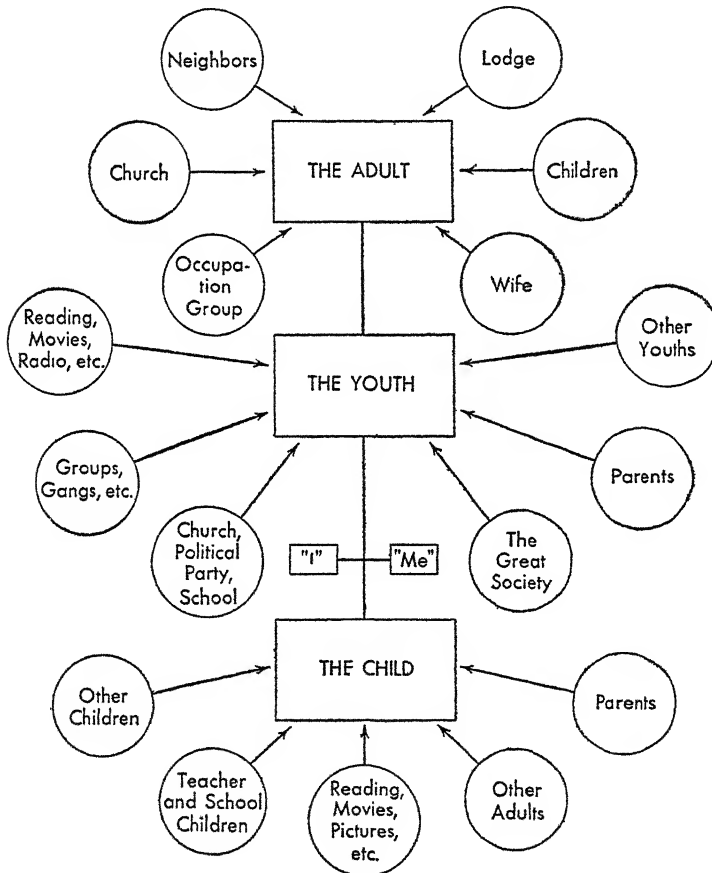 Neighbors
Lodge
Church
THE ADULT
Children
Occupa-
tion
Group
Wife
Reading,
Movies,
Radio, etc.
Other
Youths
THE YOUTH
Groups,
Gangs, etc.
Parents
Church,
Political
Party,
School
"I"
"Me"
The
Great
Society
THE CHILD
Other
Children
Parents
Teacher
and School
Children
Reading,
Movies,
Pictures,
etc.
Other
Adults